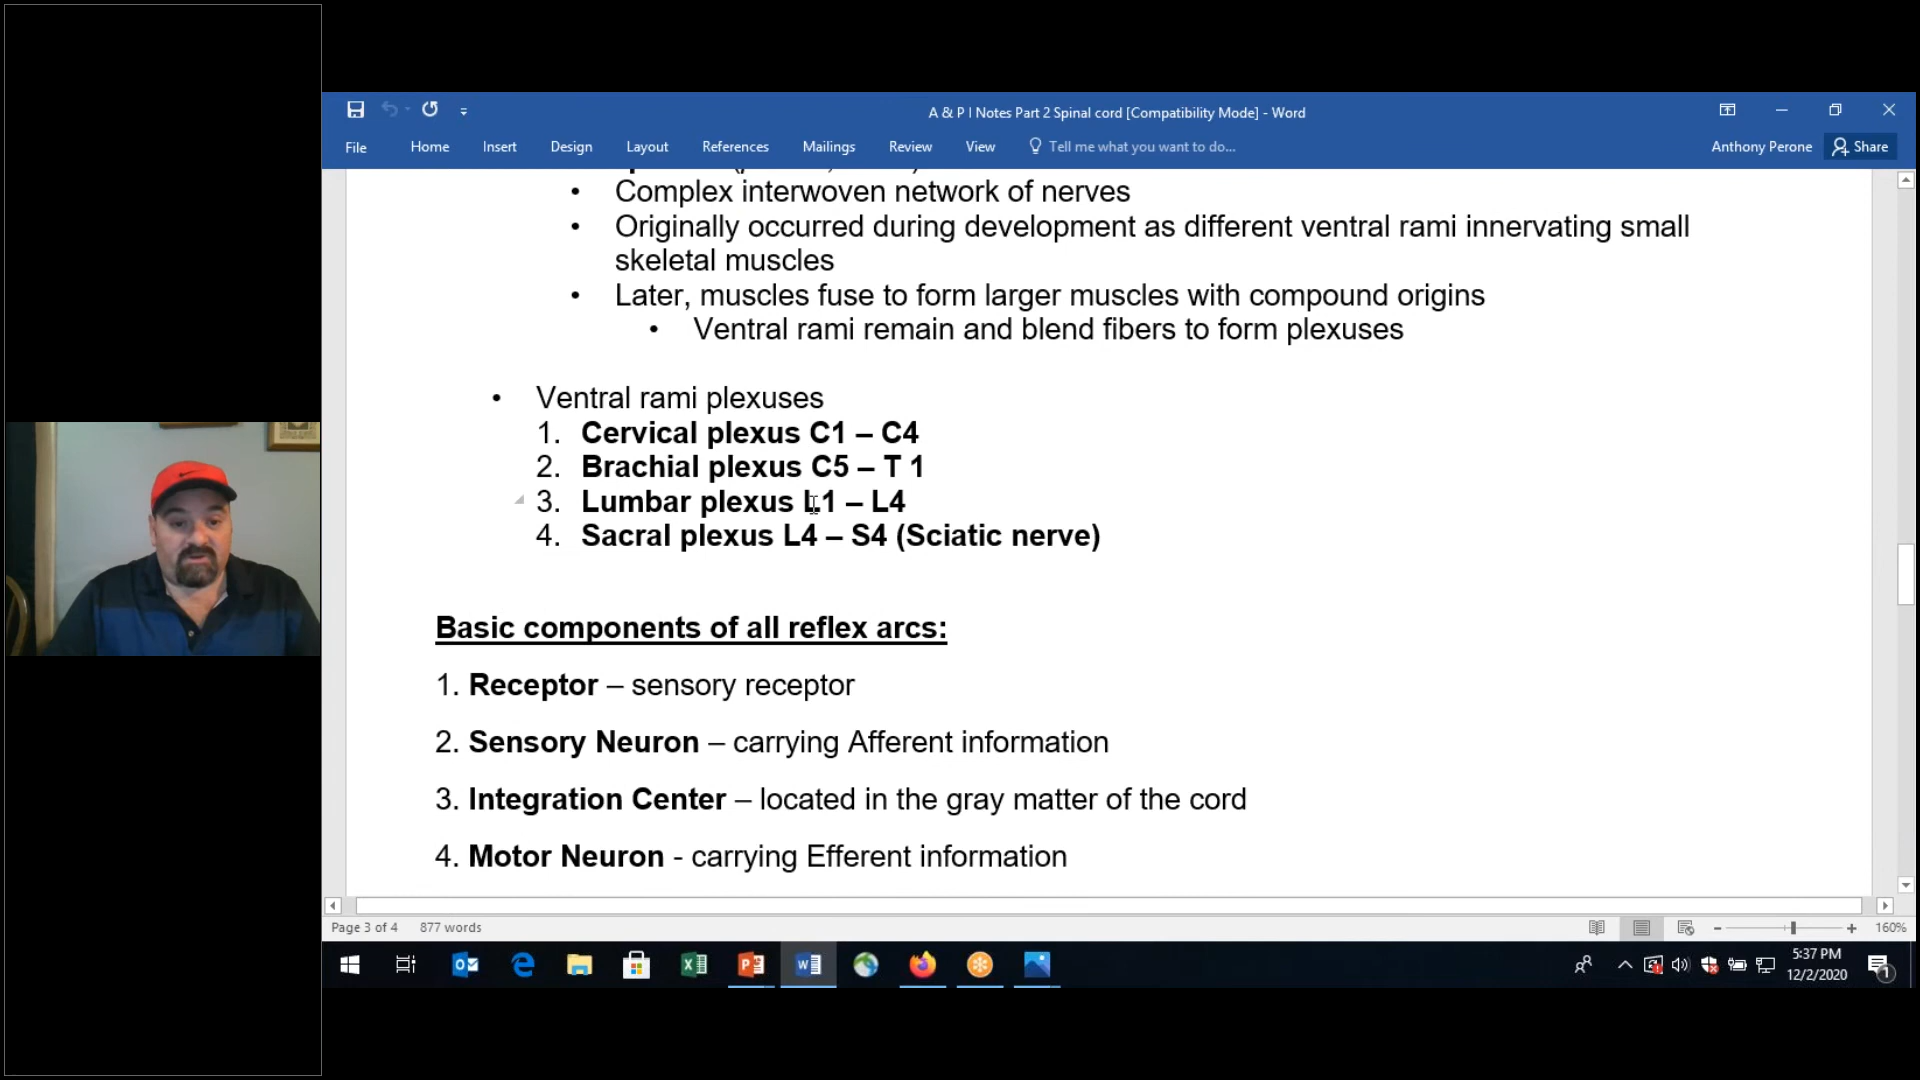 A & P I Notes Part 2 Spinal cord [Compatibility Mode] - Word
File Home Insert Design Layout References Mailings Review View Tell me what you want to do... Anthony Perone Share
• Complex interwoven network of nerves
• Originally occurred during development as different ventral rami innervating small
skeletal muscles
• Later, muscles fuse to form larger muscles with compound origins
• Ventral rami remain and blend fibers to form plexuses
• Ventral rami plexuses
1. Cervical plexus C1 – C4
2. Brachial plexus C5 – T 1
3. Lumbar plexus L1 – L4
4. Sacral plexus L4 – S4 (Sciatic nerve)
Basic components of all reflex arcs:
1. Receptor – sensory receptor
2. Sensory Neuron – carrying Afferent information
3. Integration Center – located in the gray matter of the cord
4. Motor Neuron - carrying Efferent information
Page 3 of 4 877 words 160%
5:37 PM
12/2/2020
1